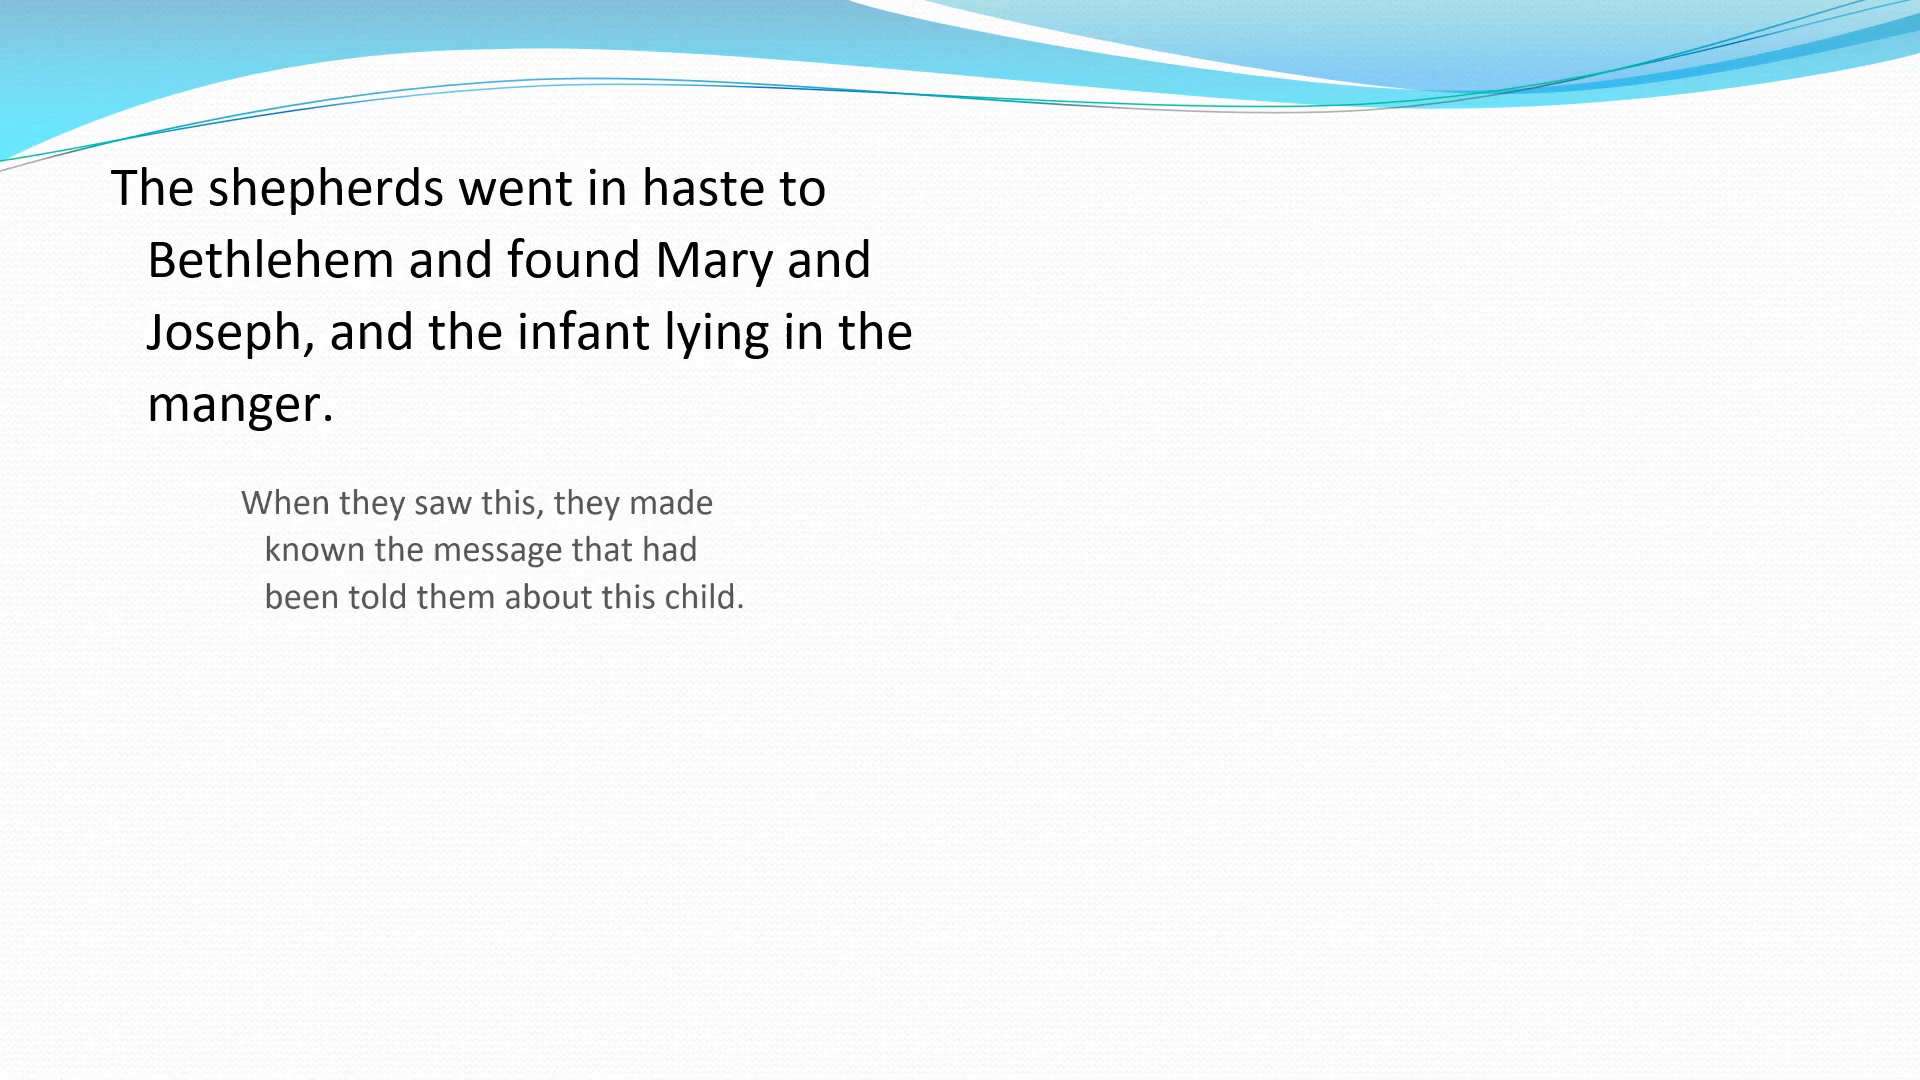 The shepherds went in haste to
Bethlehem and found Mary and
Joseph, and the infant lying in the
manger.
When they saw this, they made
known the message that had
been told them about this child.